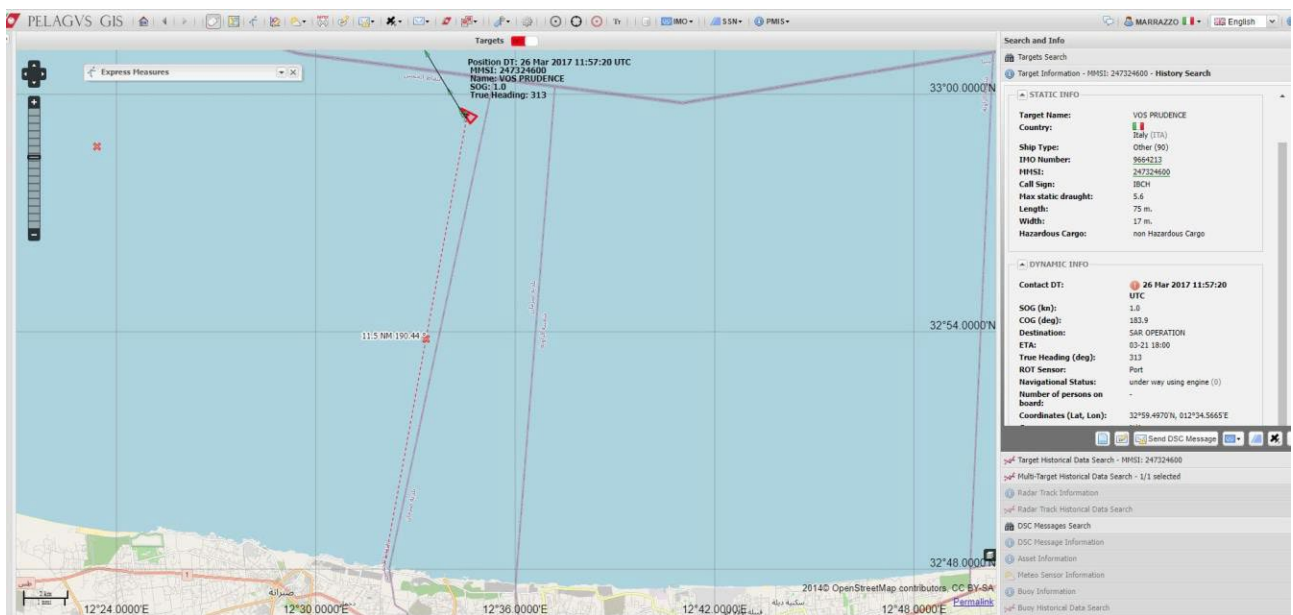 PELAGVS GIS
IMO
SSN
PMIS
MARRAZZO
English
Targets
Express Measures
Position DT: 26 Mar 2017 11:57:20 UTC
MMSI: 247324600
Name: VOS PRUDENCE
SOG: 1.0
True Heading: 313
33°00.0000'N
11.5 NM 190.44°
32°54.0000'N
32°48.0000'N
صبراتة
1
2014© OpenStreetMap contributors, CC BY-SA
Permalink
12°24.0000'E
12°30.0000'E
12°36.0000'E
12°42.0000'E
12°48.0000'E
Search and Info
Targets Search
Target Information - MMSI: 247324600 - History Search
STATIC INFO
Target Name: VOS PRUDENCE
Country: Italy (ITA)
Ship Type: Other (90)
IMO Number: 9664213
MMSI: 247324600
Call Sign: IBCH
Max static draught: 5.6
Length: 75 m.
Width: 17 m.
Hazardous Cargo: non Hazardous Cargo
DYNAMIC INFO
Contact DT: 26 Mar 2017 11:57:20 UTC
SOG (kn): 1.0
COG (deg): 183.9
Destination: SAR OPERATION
ETA: 03-21 18:00
True Heading (deg): 313
ROT Sensor: Port
Navigational Status: under way using engine (0)
Number of persons on board: -
Coordinates (Lat, Lon): 32°59.4970'N, 012°34.5665'E
Send DSC Message
Target Historical Data Search - MMSI: 247324600
Multi-Target Historical Data Search - 1/1 selected
Radar Track Information
Radar Track Historical Data Search
DSC Messages Search
DSC Message Information
Asset Information
Meteo Sensor Information
Buoy Information
Buoy Historical Data Search